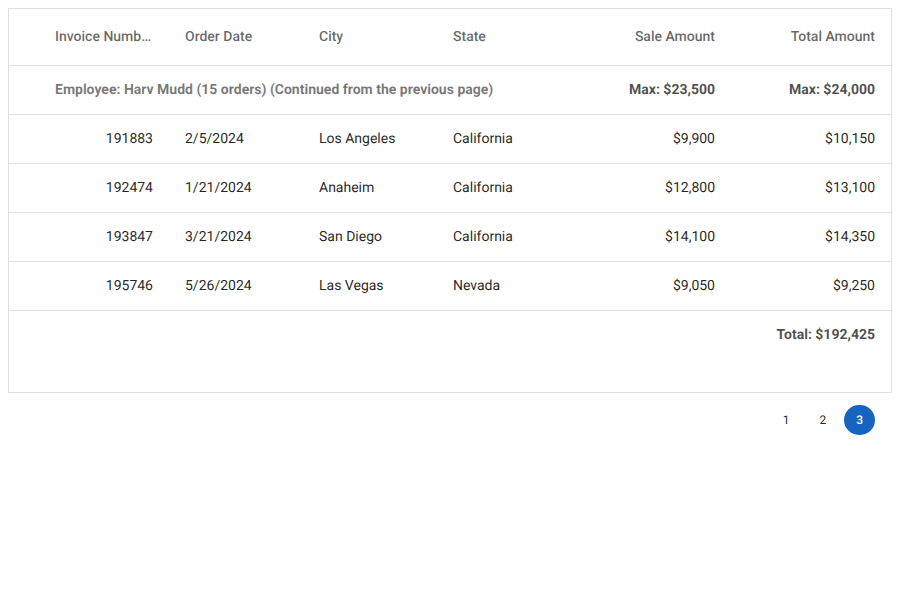 Invoice Numb... Order Date City State Sale Amount Total Amount
Employee: Harv Mudd (15 orders) (Continued from the previous page) Max: $23,500 Max: $24,000
191883 2/5/2024 Los Angeles California $9,900 $10,150
192474 1/21/2024 Anaheim California $12,800 $13,100
193847 3/21/2024 San Diego California $14,100 $14,350
195746 5/26/2024 Las Vegas Nevada $9,050 $9,250
Total: $192,425
1 2 3